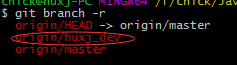 chick@huxj-PC MINGW64 /f/chick/Jav
$ git branch -r
origin/HEAD -> origin/master
origin/huxj_dev
origin/master